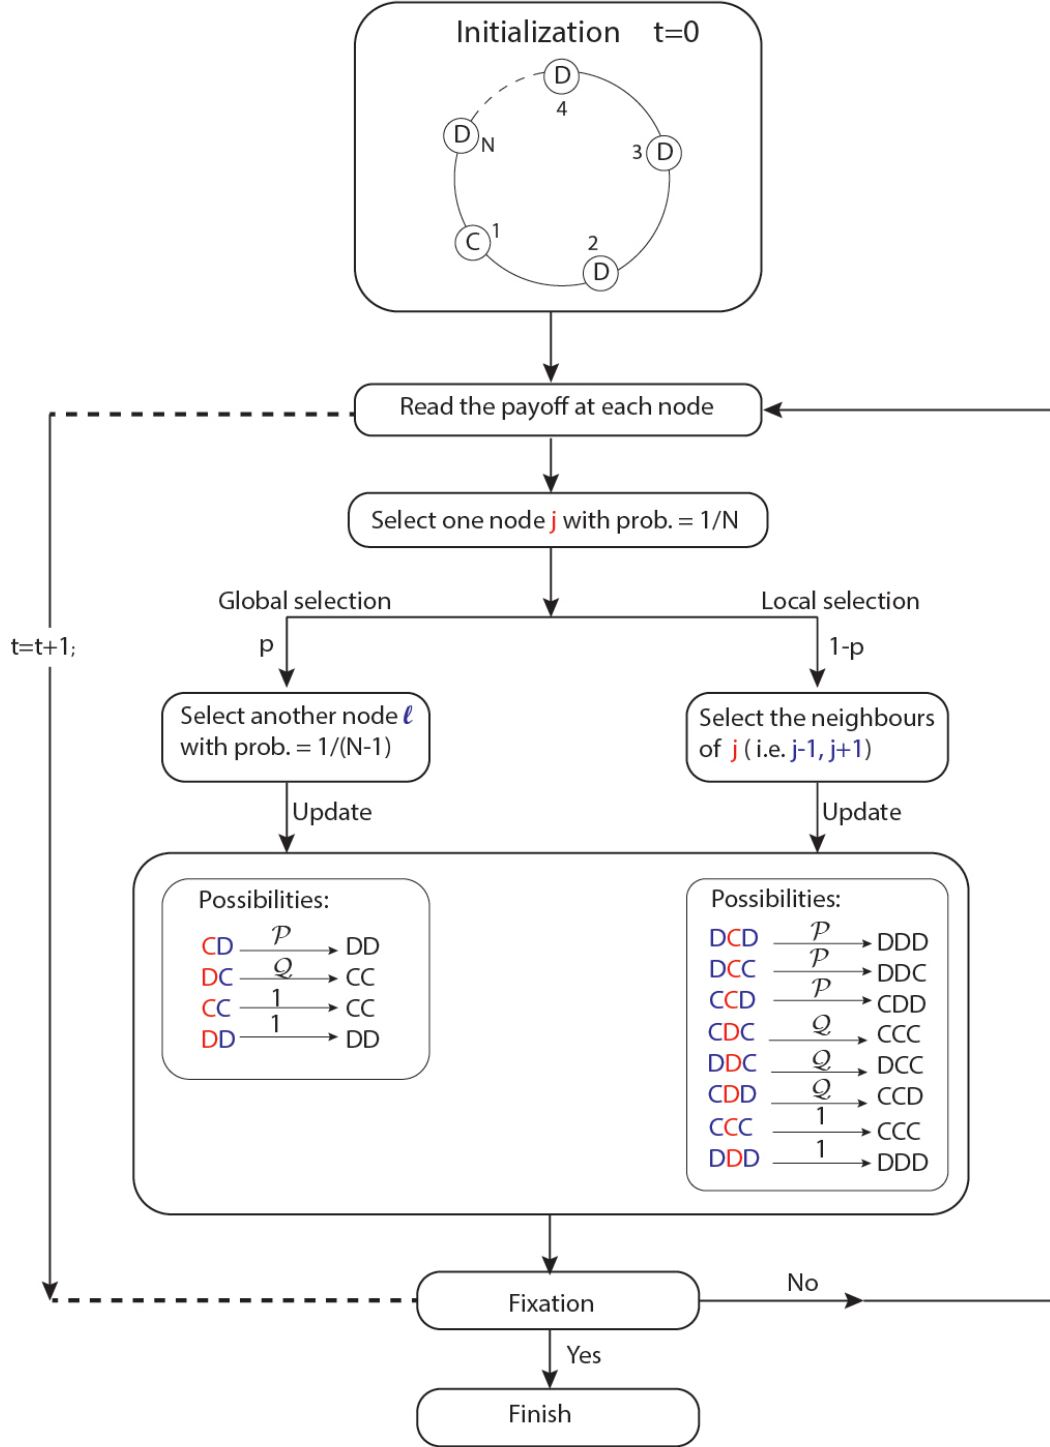 Initialization t=0
D
4
D
N
3
D
C
1
2
D
Read the payoff at each node
Select one node j with prob. = 1/N
Global selection
Local selection
t=t+1;
p
1-p
Select another node ℓ
with prob. = 1/(N-1)
Select the neighbours
of j ( i.e. j-1, j+1)
Update
Update
Possibilities:
CD 𝒫 DD
DC 𝒬 CC
CC 1 CC
DD 1 DD
Possibilities:
DCD 𝒫 DDD
DCC 𝒫 DDC
CCD 𝒫 CDD
CDC 𝒬 CCC
DDC 𝒬 DCC
CDD 𝒬 CCD
CCC 1 CCC
DDD 1 DDD
Fixation
No
Yes
Finish